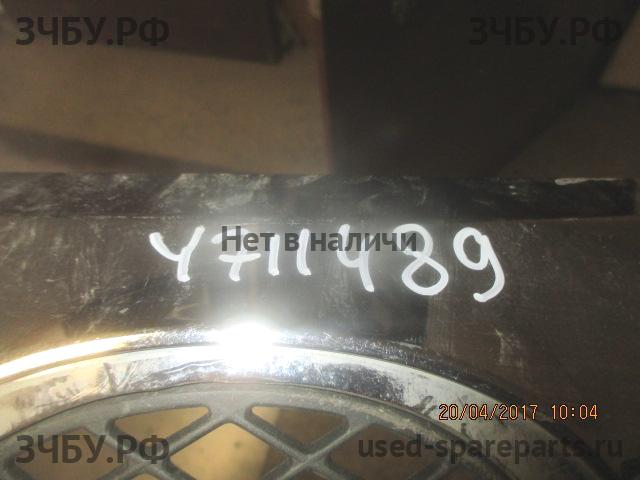 ЗЧБУ.РФ ЗЧБУ.РФ
Нет в наличи
Y711489
20/04/2017 10:04
ЗЧБУ.РФ used-spareparts.ru